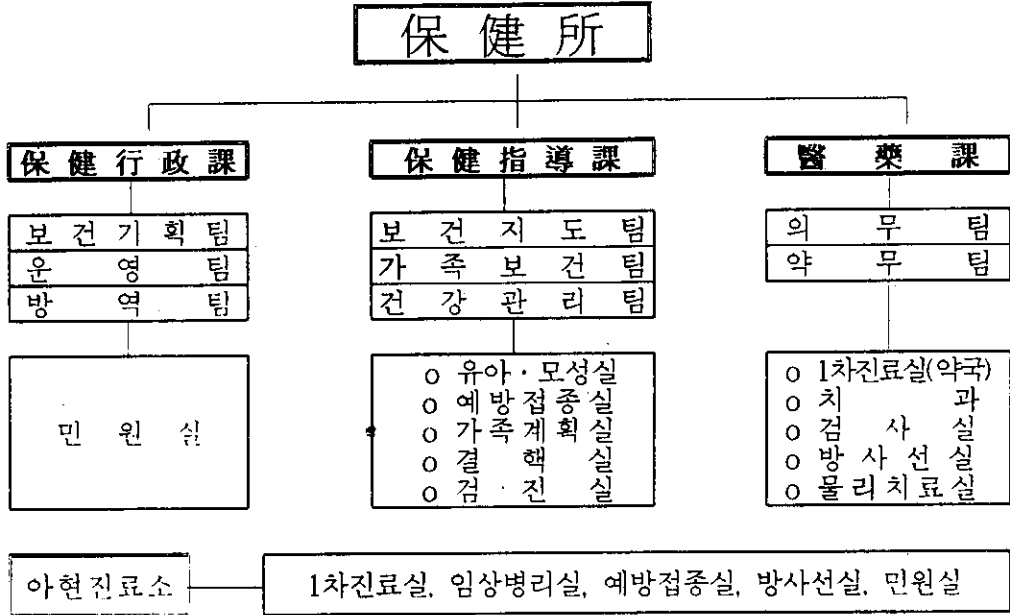 保健所
保健行政課
보건기획팀
운영팀
방역팀
민원실
保健指導課
보건지도팀
가족보건팀
건강관리팀
o 유아·모성실
o 예방접종실
o 가족계획실
o 결핵실
o 검진실
醫藥課
의무팀
약무팀
o 1차진료실(약국)
o 치과
o 검사실
o 방사선실
o 물리치료실
아현진료소
1차진료실, 임상병리실, 예방접종실, 방사선실, 민원실